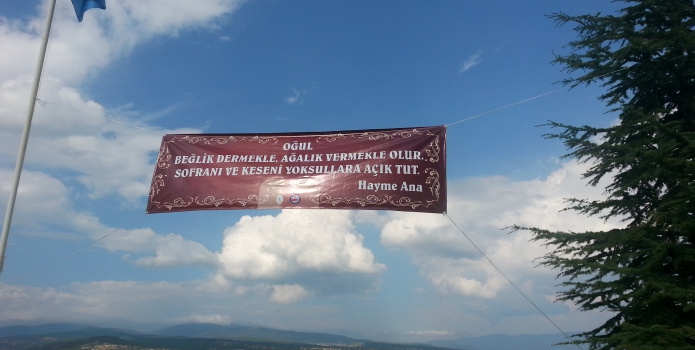 OĞUL
BEĞLİK DERMEKLE, AĞALIK VERMEKLE OLUR.
SOFRANI VE KESENİ YOKSULLARA AÇIK TUT.
Hayme Ana